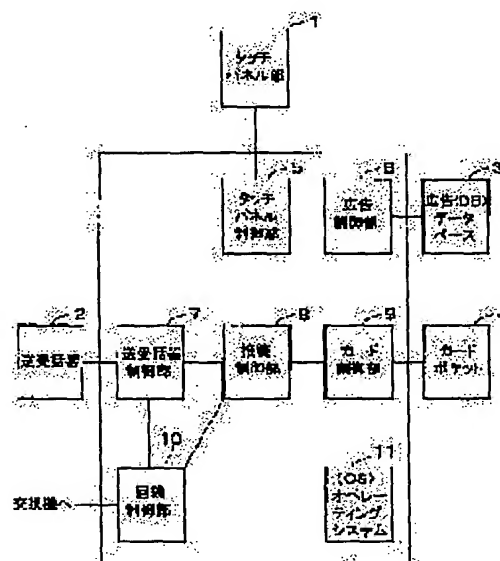 1
タッチ
パネル部
5
タッチ
パネル
制御部
6
広告
制御部
3
広告(DB)
データ
ベース
2
送受話器
7
送受話器
制御部
8
制御部
9
カード
制御部
4
カード
ポケット
10
回線
制御部
交換機へ
11
(OS)
オペレー
ティング
システム